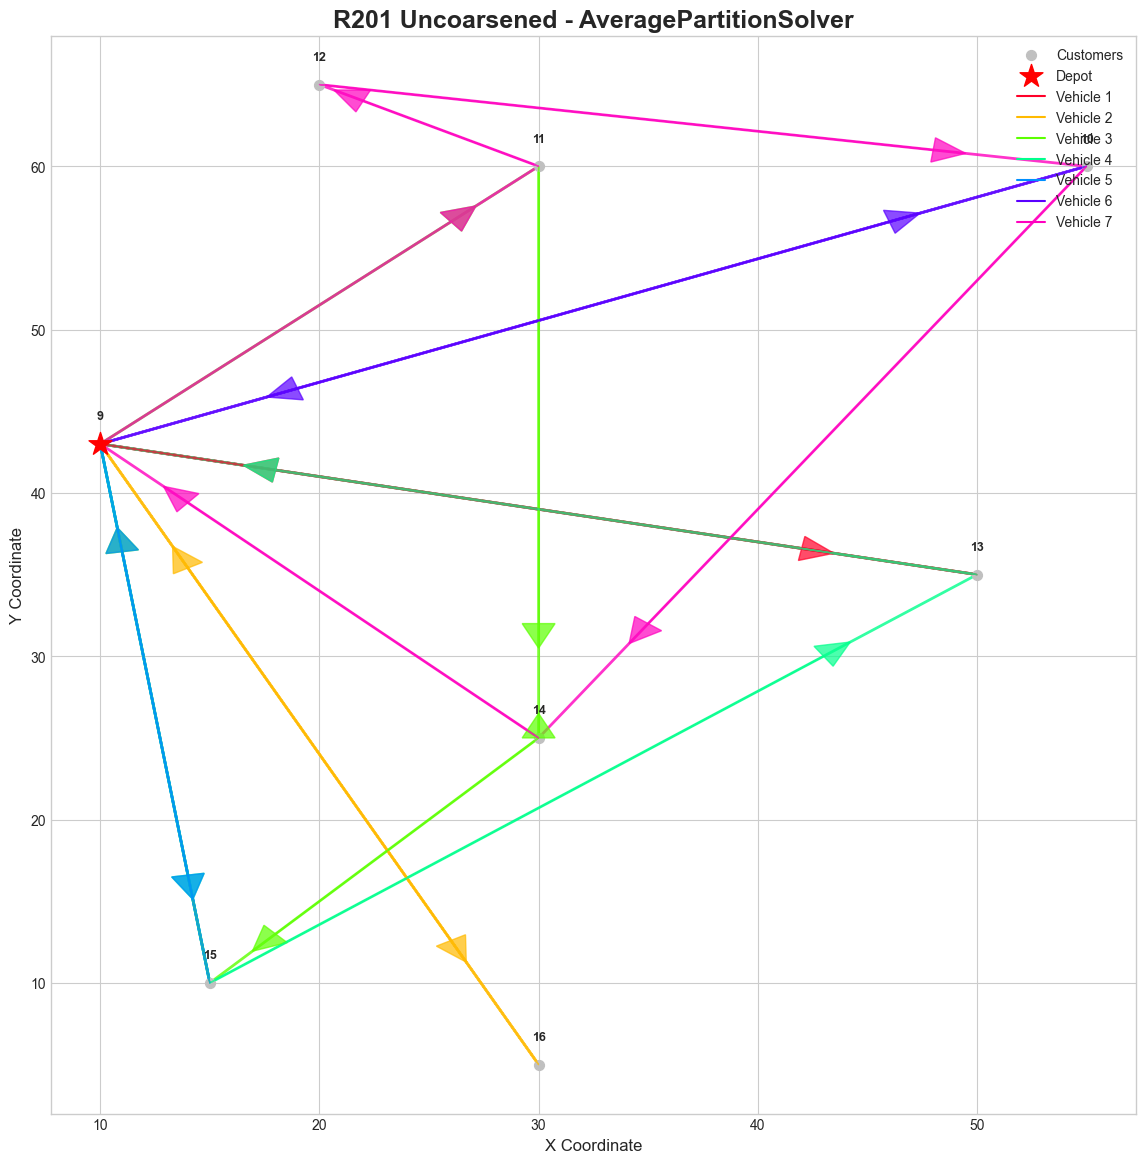 R201 Uncoarsened - AveragePartitionSolver
Customers
Depot
Vehicle 1
Vehicle 2
Vehicle 3
Vehicle 4
Vehicle 5
Vehicle 6
Vehicle 7
12
11
10
9
13
14
15
16
60
50
40
30
20
10
Y Coordinate
10
20
30
40
50
X Coordinate